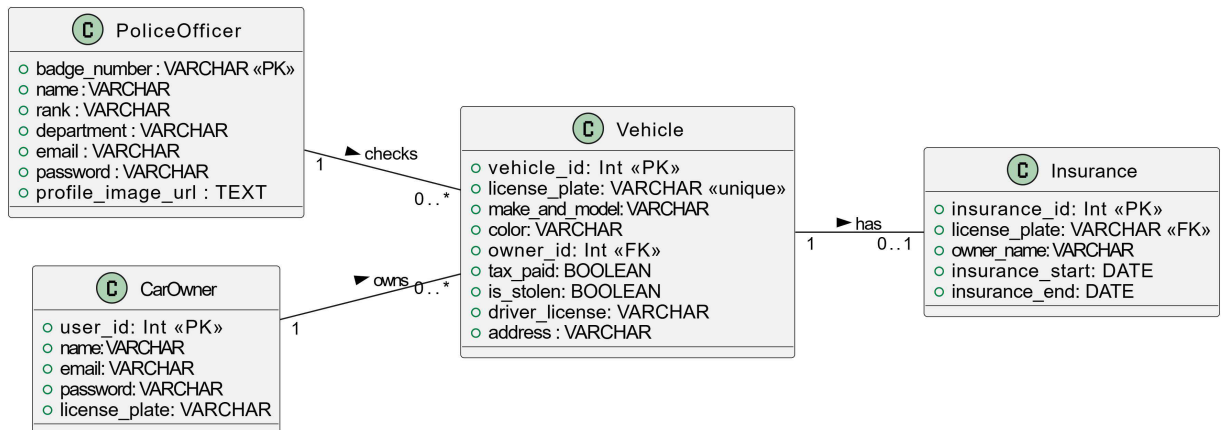 C PoliceOfficer
badge_number : VARCHAR «PK»
name : VARCHAR
rank : VARCHAR
department : VARCHAR
email : VARCHAR
password : VARCHAR
profile_image_url : TEXT
checks
1
0..*
C CarOwner
user_id: Int «PK»
name: VARCHAR
email: VARCHAR
password: VARCHAR
license_plate: VARCHAR
owns
1
0..*
C Vehicle
vehicle_id: Int «PK»
license_plate: VARCHAR «unique»
make_and_model: VARCHAR
color: VARCHAR
owner_id: Int «FK»
tax_paid: BOOLEAN
is_stolen: BOOLEAN
driver_license: VARCHAR
address : VARCHAR
has
1
0..1
C Insurance
insurance_id: Int «PK»
license_plate: VARCHAR «FK»
owner_name: VARCHAR
insurance_start: DATE
insurance_end: DATE